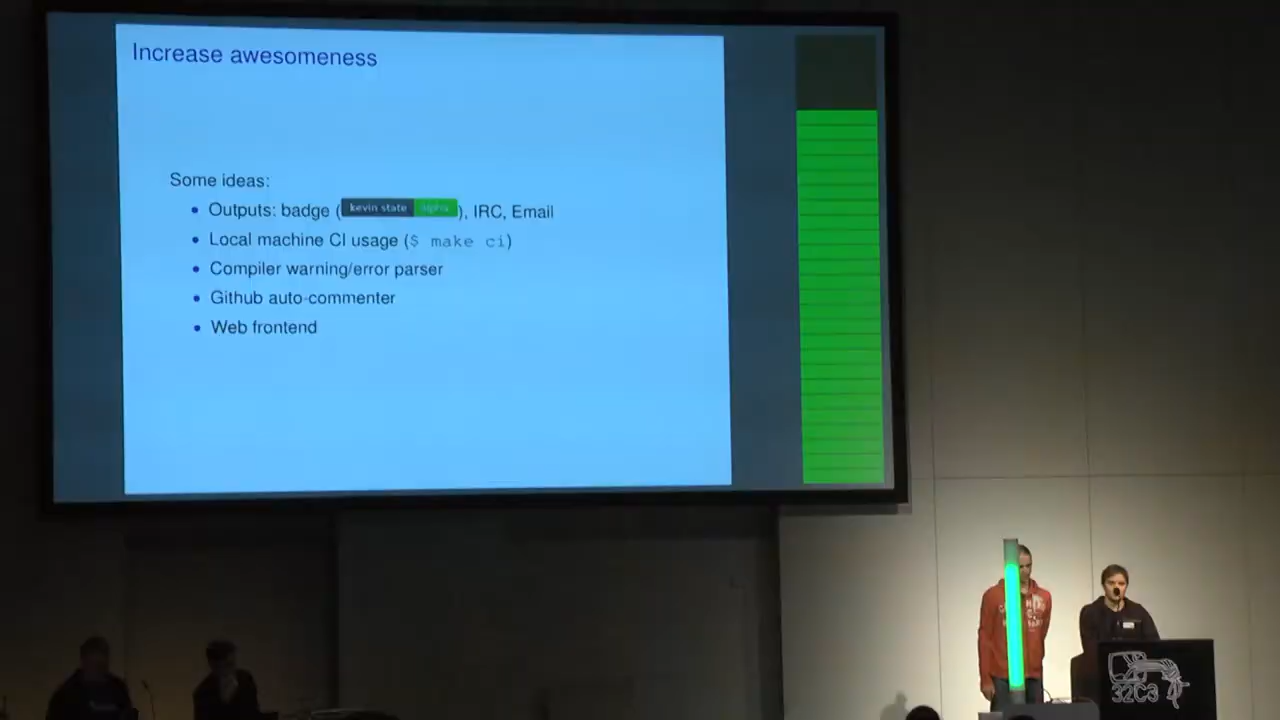 Increase awesomeness
Some ideas:
• Outputs: badge (kevin state alpha), IRC, Email
• Local machine CI usage ($ make ci)
• Compiler warning/error parser
• Github auto-commenter
• Web frontend
32C3